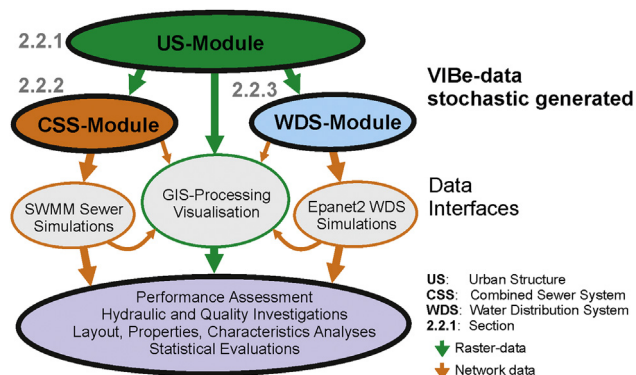 2.2.1
US-Module
2.2.2
2.2.3
VIBe-data
stochastic generated
CSS-Module
WDS-Module
GIS-Processing
Visualisation
SWMM Sewer
Simulations
Epanet2 WDS
Simulations
Data
Interfaces
Performance Assessment
Hydraulic and Quality Investigations
Layout, Properties, Characteristics Analyses
Statistical Evaluations
US: Urban Structure
CSS: Combined Sewer System
WDS: Water Distribution System
2.2.1: Section
Raster-data
Network data